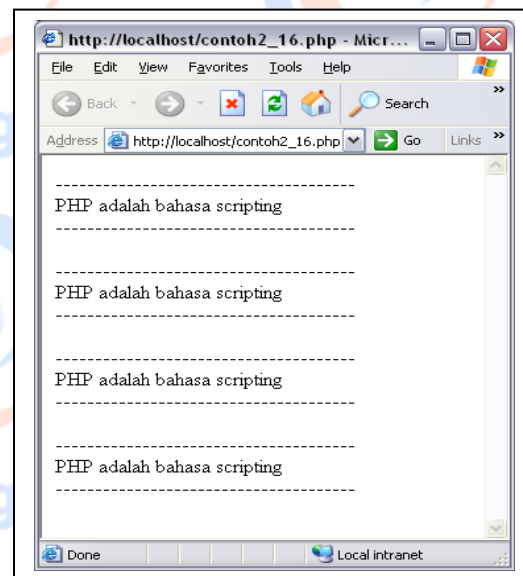 http://localhost/contoh2_16.php - Micr...
File Edit View Favorites Tools Help
Back Search »
Address http://localhost/contoh2_16.php Go Links »
-------------------------------------
PHP adalah bahasa scripting
-------------------------------------
-------------------------------------
PHP adalah bahasa scripting
-------------------------------------
-------------------------------------
PHP adalah bahasa scripting
-------------------------------------
-------------------------------------
PHP adalah bahasa scripting
-------------------------------------
Done Local intranet